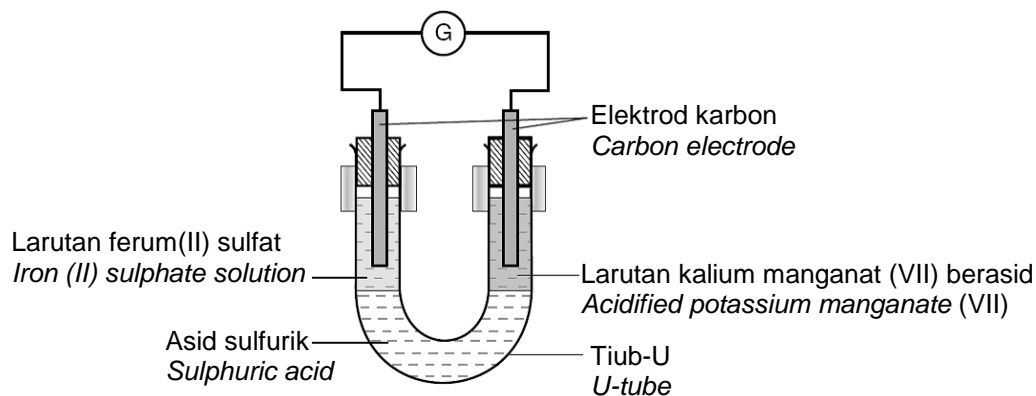 G
Elektrod karbon
Carbon electrode
Larutan ferum(II) sulfat
Iron (II) sulphate solution
Larutan kalium manganat (VII) berasid
Acidified potassium manganate (VII)
Asid sulfurik
Sulphuric acid
Tiub-U
U-tube